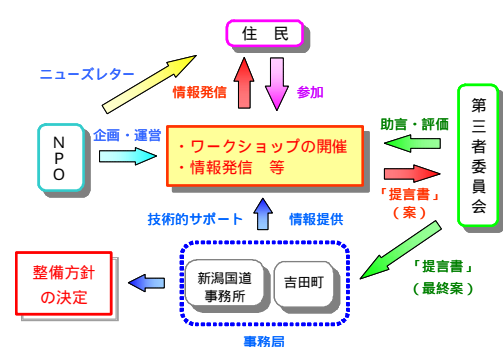 住　民
ニューズレター
情報発信
参加
企画・運営
NPO
・ワークショップの開催
・情報発信　等
助言・評価
第三者委員会
「提言書」
（案）
技術的サポート
情報提供
「提言書」
（最終案）
整備方針
の決定
新潟国道
事務所
吉田町
事務局